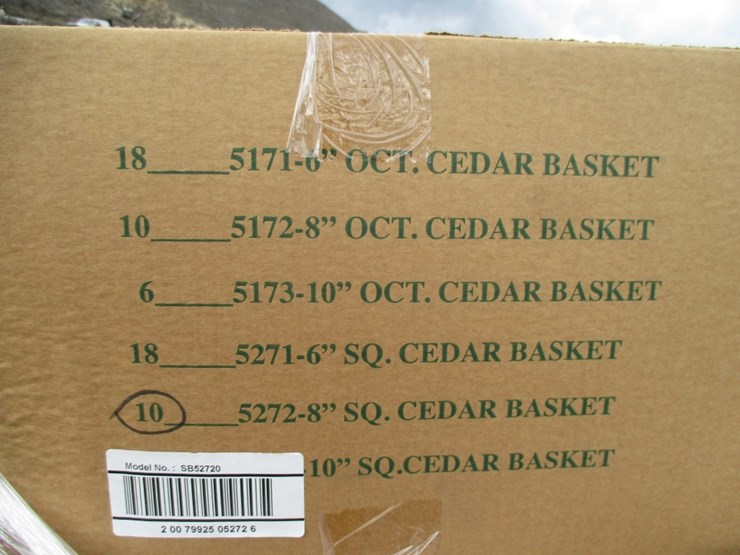 18_____5171-6” OCT. CEDAR BASKET
10_____5172-8” OCT. CEDAR BASKET
6_____5173-10” OCT. CEDAR BASKET
18_____5271-6” SQ. CEDAR BASKET
10_____5272-8” SQ. CEDAR BASKET
-10” SQ.CEDAR BASKET
Model No. : SB52720
2 00 79925 05272 6